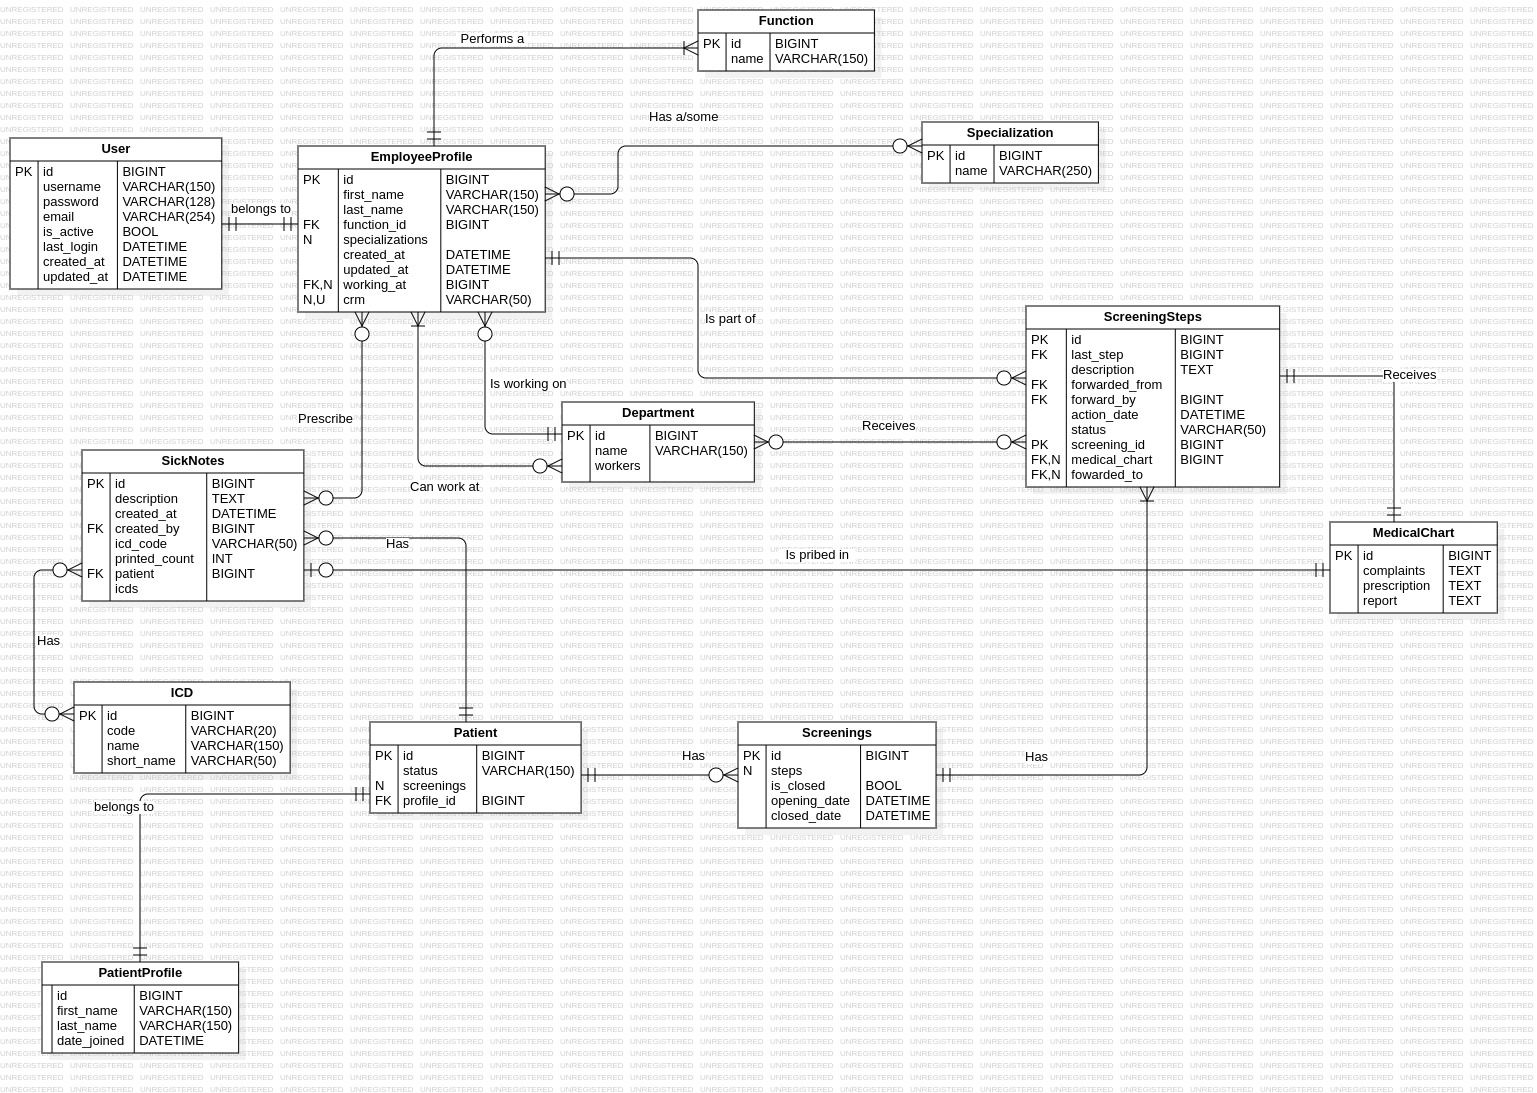 Function
PK id BIGINT
name VARCHAR(150)
Performs a
Has a/some
Specialization
PK id BIGINT
name VARCHAR(250)
User
PK id BIGINT
username VARCHAR(150)
password VARCHAR(128)
email VARCHAR(254)
is_active BOOL
last_login DATETIME
created_at DATETIME
updated_at DATETIME
belongs to
EmployeeProfile
PK id BIGINT
first_name VARCHAR(150)
last_name VARCHAR(150)
FK function_id BIGINT
N specializations
created_at DATETIME
updated_at DATETIME
FK,N working_at BIGINT
N,U crm VARCHAR(50)
Is part of
ScreeningSteps
PK id BIGINT
FK last_step BIGINT
description TEXT
FK forwarded_from
FK forward_by BIGINT
action_date DATETIME
status VARCHAR(50)
PK screening_id BIGINT
FK,N medical_chart BIGINT
FK,N fowarded_to
Receives
Is working on
Prescribe
Department
PK id BIGINT
name VARCHAR(150)
workers
Receives
Can work at
SickNotes
PK id BIGINT
description TEXT
created_at DATETIME
FK created_by BIGINT
icd_code VARCHAR(50)
printed_count INT
FK patient BIGINT
icds
Has
Is pribed in
MedicalChart
PK id BIGINT
complaints TEXT
prescription TEXT
report TEXT
Has
ICD
PK id BIGINT
code VARCHAR(20)
name VARCHAR(150)
short_name VARCHAR(50)
Patient
PK id BIGINT
status VARCHAR(150)
N screenings
FK profile_id BIGINT
Has
Screenings
PK id BIGINT
N steps
is_closed BOOL
opening_date DATETIME
closed_date DATETIME
Has
belongs to
PatientProfile
id BIGINT
first_name VARCHAR(150)
last_name VARCHAR(150)
date_joined DATETIME
UNREGISTERED